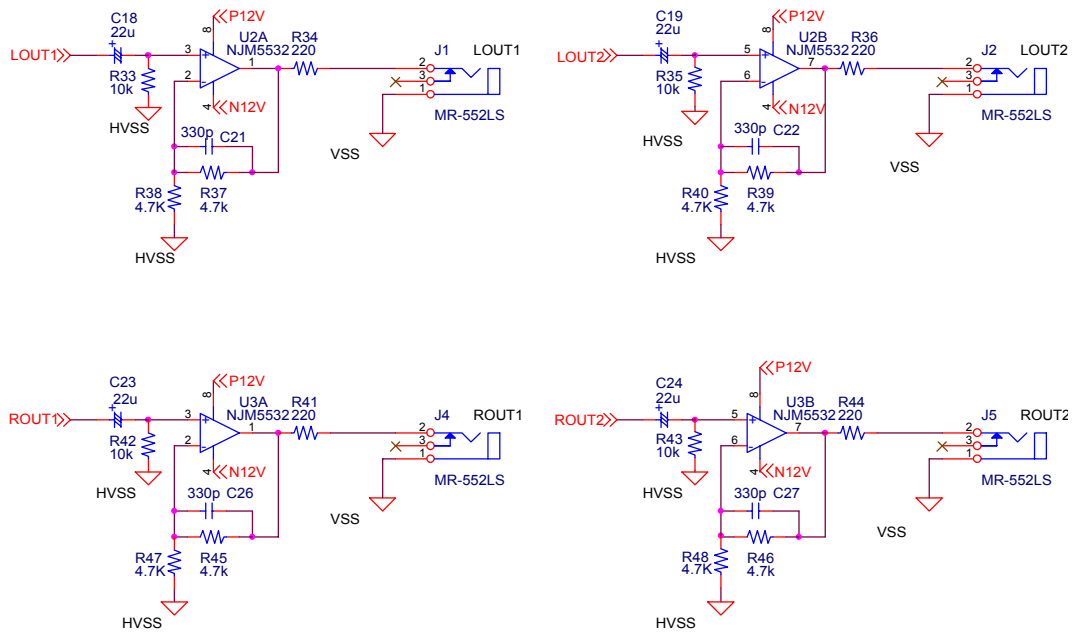 C18
22u
+
LOUT1
R33
10k
HVSS
P12V
8
U2A
NJM5532
3
+
2
-
1
4
N12V
R34
220
330p C21
R38
4.7K
R37
4.7k
HVSS
VSS
J1
LOUT1
2
3
1
MR-552LS
C19
22u
+
LOUT2
R35
10k
HVSS
P12V
8
U2B
NJM5532
5
+
6
-
7
4
N12V
R36
220
330p C22
R40
4.7K
R39
4.7k
HVSS
VSS
J2
LOUT2
2
3
1
MR-552LS
C23
22u
+
ROUT1
R42
10k
HVSS
P12V
8
U3A
NJM5532
3
+
2
-
1
4
N12V
R41
220
330p C26
R47
4.7K
R45
4.7k
HVSS
VSS
J4
ROUT1
2
3
1
MR-552LS
C24
22u
+
ROUT2
R43
10k
HVSS
P12V
8
U3B
NJM5532
5
+
6
-
7
4
N12V
R44
220
330p C27
R48
4.7K
R46
4.7k
HVSS
VSS
J5
ROUT2
2
3
1
MR-552LS